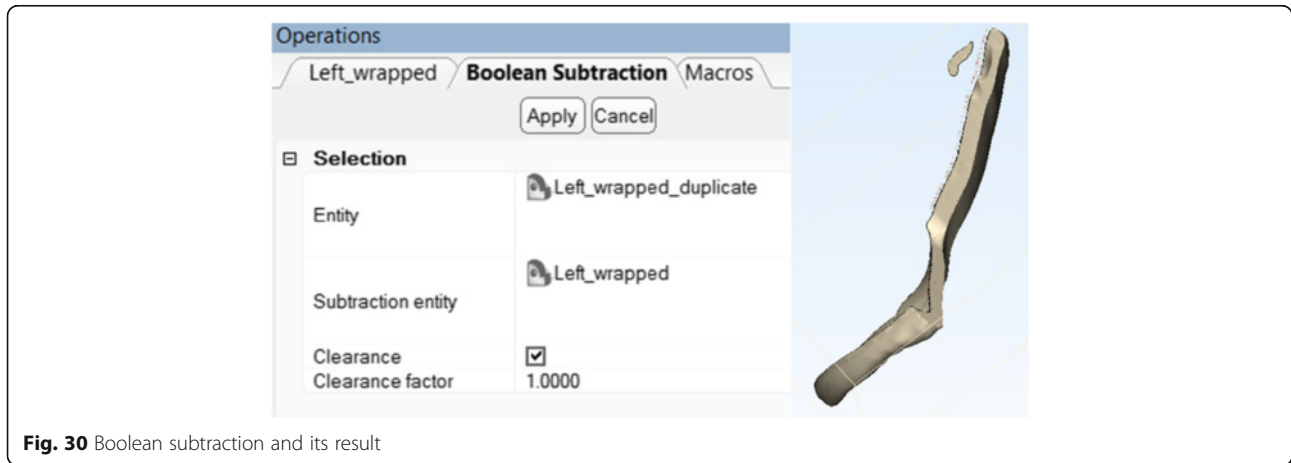 Operations
Left_wrapped Boolean Subtraction Macros
Apply Cancel
Selection
Entity Left_wrapped_duplicate
Subtraction entity Left_wrapped
Clearance
Clearance factor 1.0000
Fig. 30 Boolean subtraction and its result